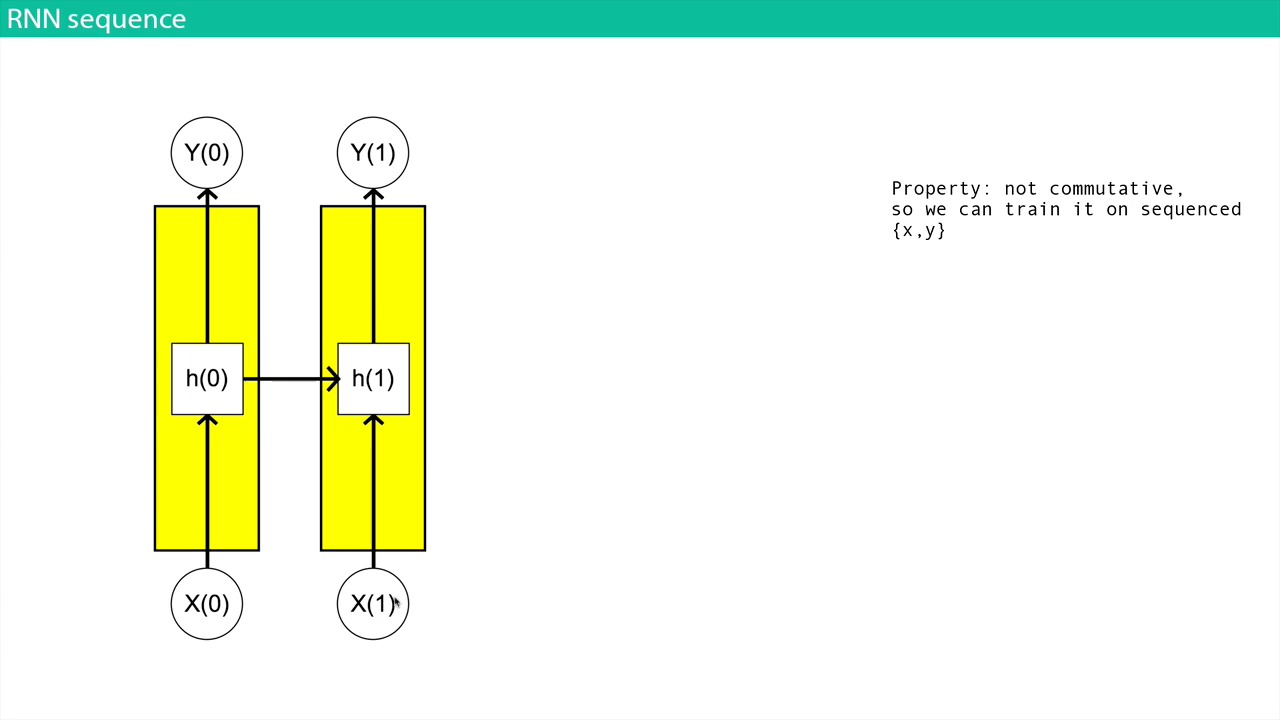 RNN sequence
Y(0) Y(1)
Property: not commutative,
so we can train it on sequenced
{x,y}
h(0) h(1)
X(0) X(1)